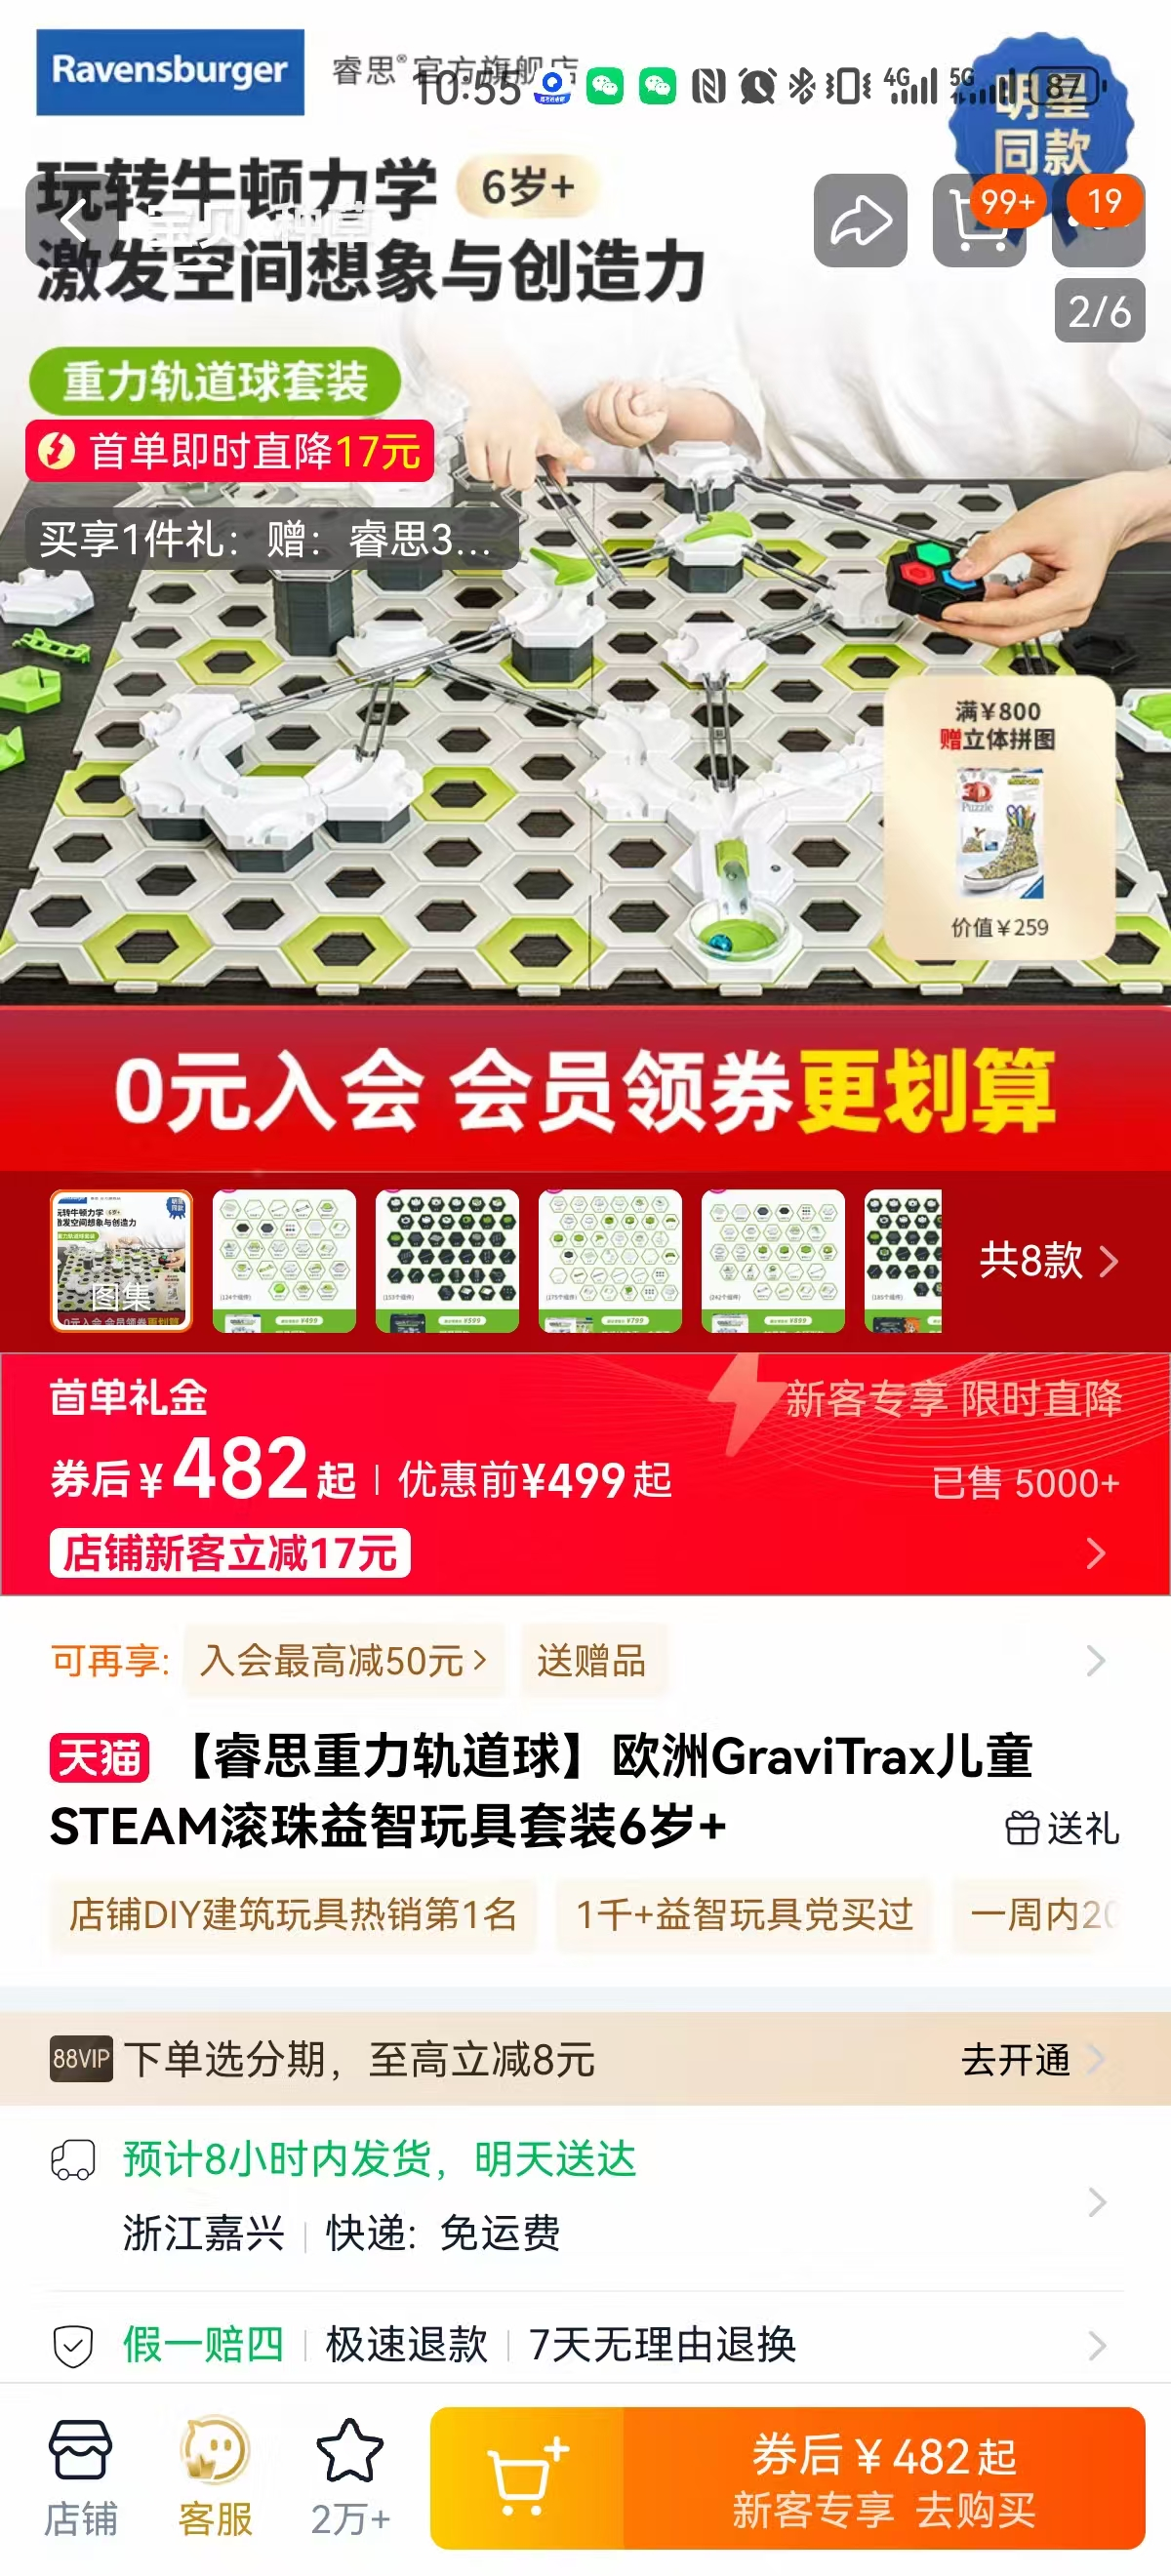 Ravensburger
睿思®官方旗舰店
10:55
4G
5G
87
明星
同款
玩转牛顿力学
6岁+
宝贝 种草
99+
19
激发空间想象与创造力
2/6
重力轨道球套装
首单即时直降17元
买享1件礼：赠：睿思3...
满¥800
赠立体拼图
3D
Puzzle
价值¥259
0元入会 会员领券更划算
图集
共8款
首单礼金
新客专享 限时直降
券后¥482起 优惠前¥499起
已售 5000+
店铺新客立减17元
可再享:
入会最高减50元
送赠品
天猫 【睿思重力轨道球】欧洲GraviTrax儿童
STEAM滚珠益智玩具套装6岁+
送礼
店铺DIY建筑玩具热销第1名
1千+益智玩具党买过
一周内20
88VIP 下单选分期，至高立减8元
去开通
预计8小时内发货，明天送达
浙江嘉兴 快递: 免运费
假一赔四 极速退款 7天无理由退换
店铺
客服
2万+
券后¥482起
新客专享 去购买